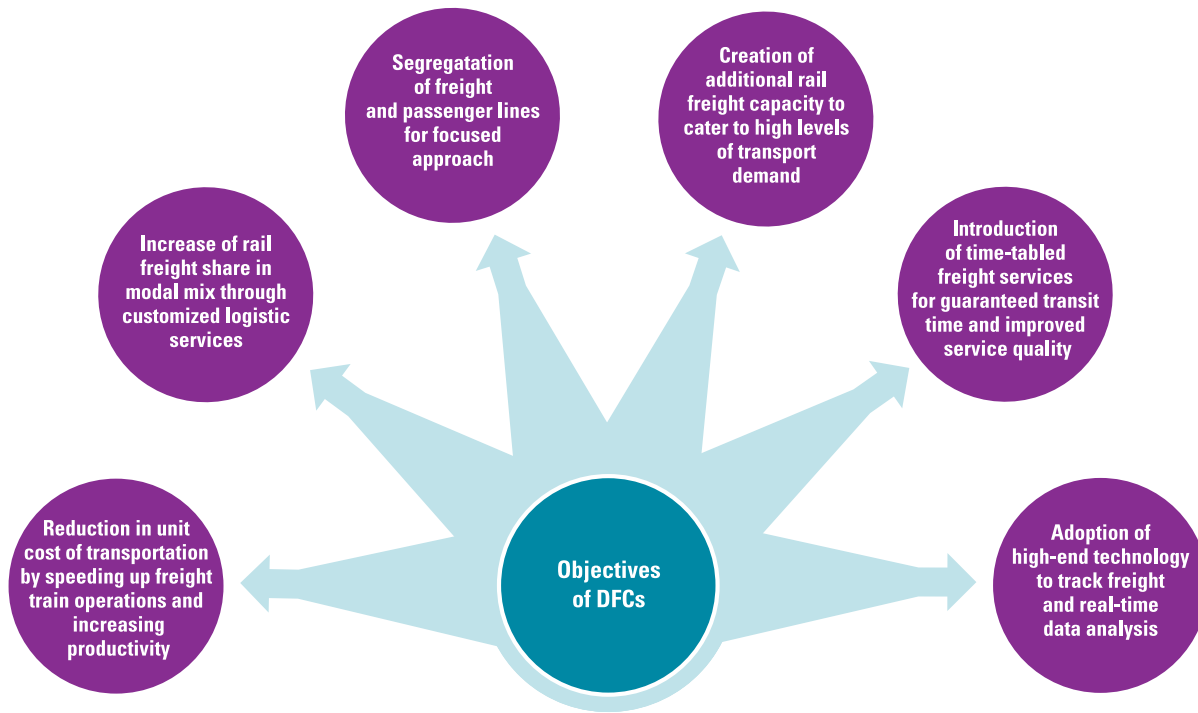 Segregatation
of freight
and passenger lines
for focused
approach
Creation of
additional rail
freight capacity to
cater to high levels
of transport
demand
Increase of rail
freight share in
modal mix through
customized logistic
services
Introduction
of time-tabled
freight services
for guaranteed transit
time and improved
service quality
Reduction in unit
cost of transportation
by speeding up freight
train operations and
increasing
productivity
Objectives
of DFCs
Adoption of
high-end technology
to track freight
and real-time
data analysis